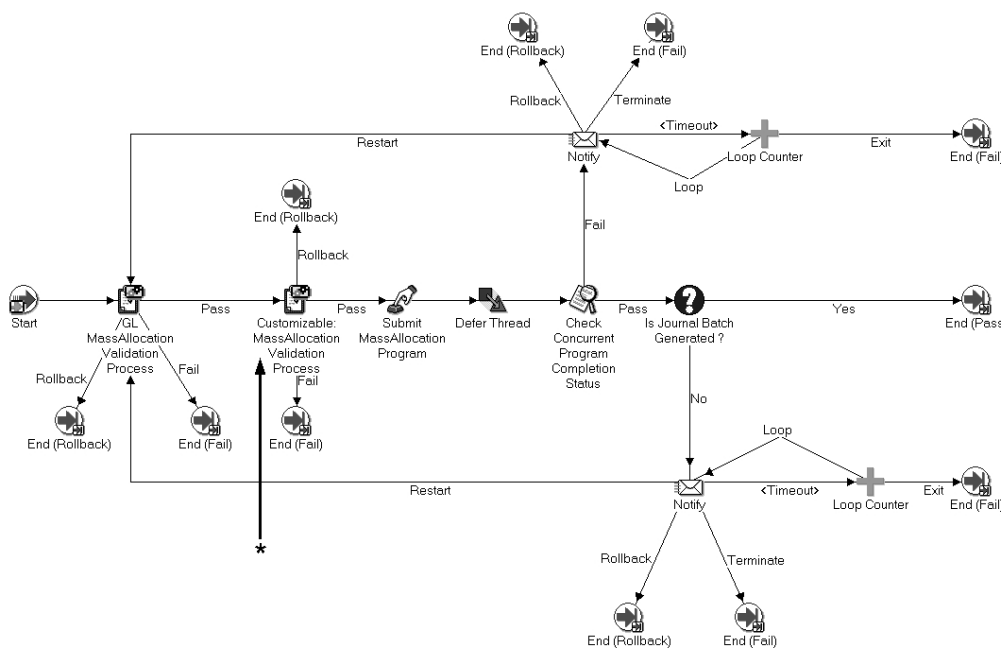 End (Rollback)
End (Fail)
Rollback
Terminate
<Timeout>
Restart
Notify
Loop Counter
Exit
End (Fail)
Loop
End (Rollback)
Fail
Rollback
Start
Pass
Pass
Pass
Yes
/GL
MassAllocation
Validation
Process
Customizable:
MassAllocation
Validation
Process
Submit
MassAllocation
Program
Defer Thread
Check
Concurrent
Program
Completion
Status
Is Journal Batch
Generated ?
End (Pass
Rollback
Fail
Fail
No
End (Rollback)
End (Fail)
End (Fail)
Loop
Restart
Notify
<Timeout>
Loop Counter
Exit
End (Fail)
*
Rollback
Terminate
End (Rollback)
End (Fail)